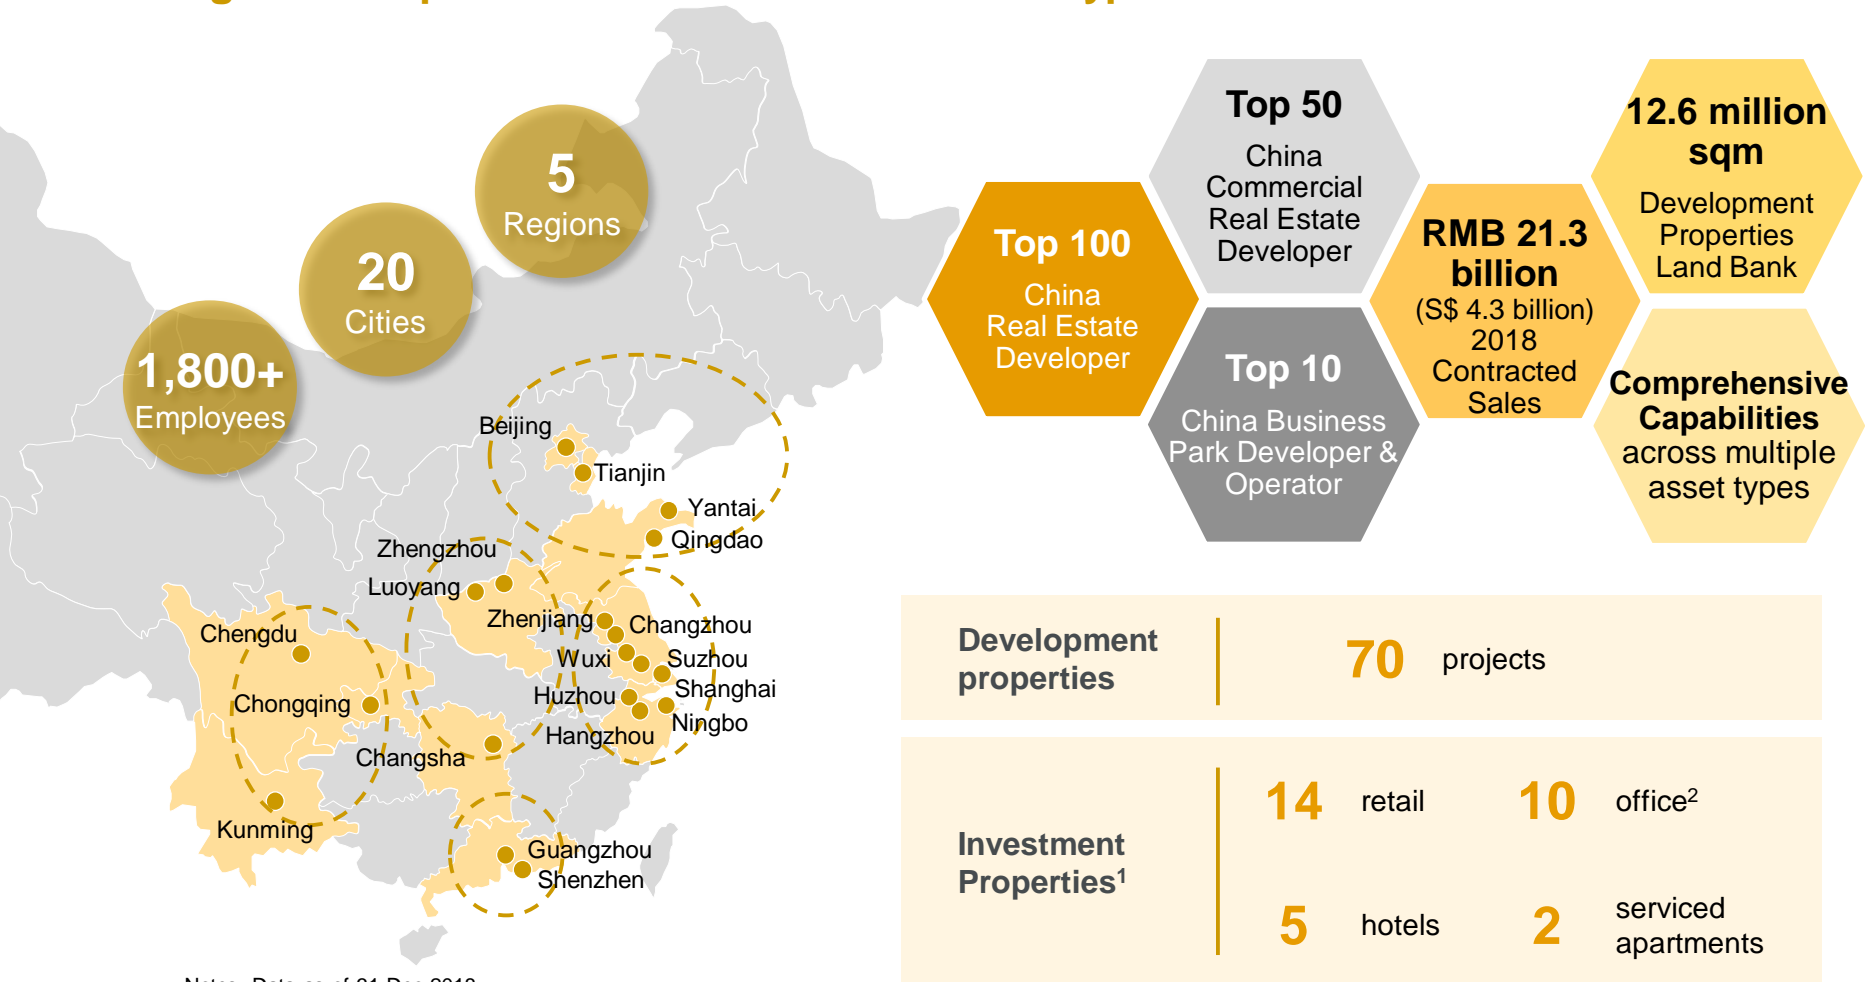 5
Regions
20
Cities
1,800+
Employees
Beijing
Tianjin
Yantai
Qingdao
Zhengzhou
Luoyang
Zhenjiang
Changzhou
Wuxi
Suzhou
Shanghai
Huzhou
Ningbo
Hangzhou
Chengdu
Chongqing
Changsha
Kunming
Guangzhou
Shenzhen
Top 100
China
Real Estate
Developer
Top 50
China
Commercial
Real Estate
Developer
Top 10
China Business
Park Developer &
Operator
RMB 21.3
billion
(S$ 4.3 billion)
2018
Contracted
Sales
12.6 million
sqm
Development
Properties
Land Bank
Comprehensive
Capabilities
across multiple
asset types
Development
properties
70 projects
Investment
Properties¹
14 retail
10 office²
5 hotels
2 serviced
apartments